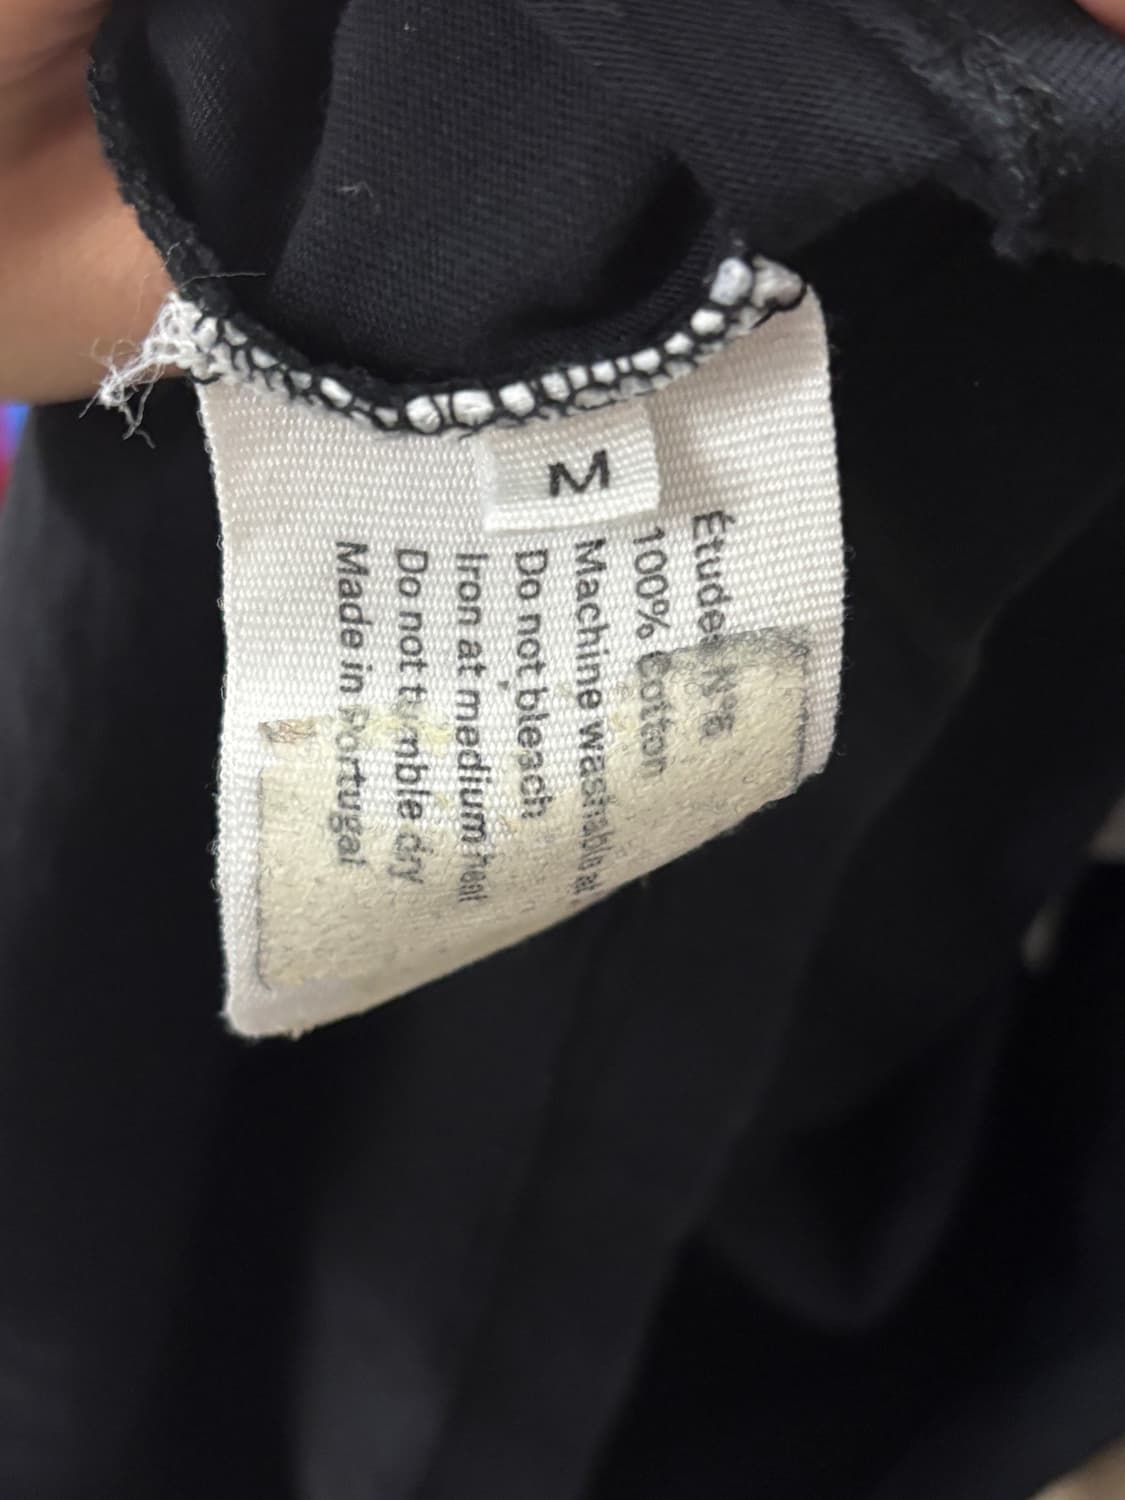 M
Études N°6
100% Cotton
Machine washable at
Do not bleach
Iron at medium heat
Do not tumble dry
Made in Portugal